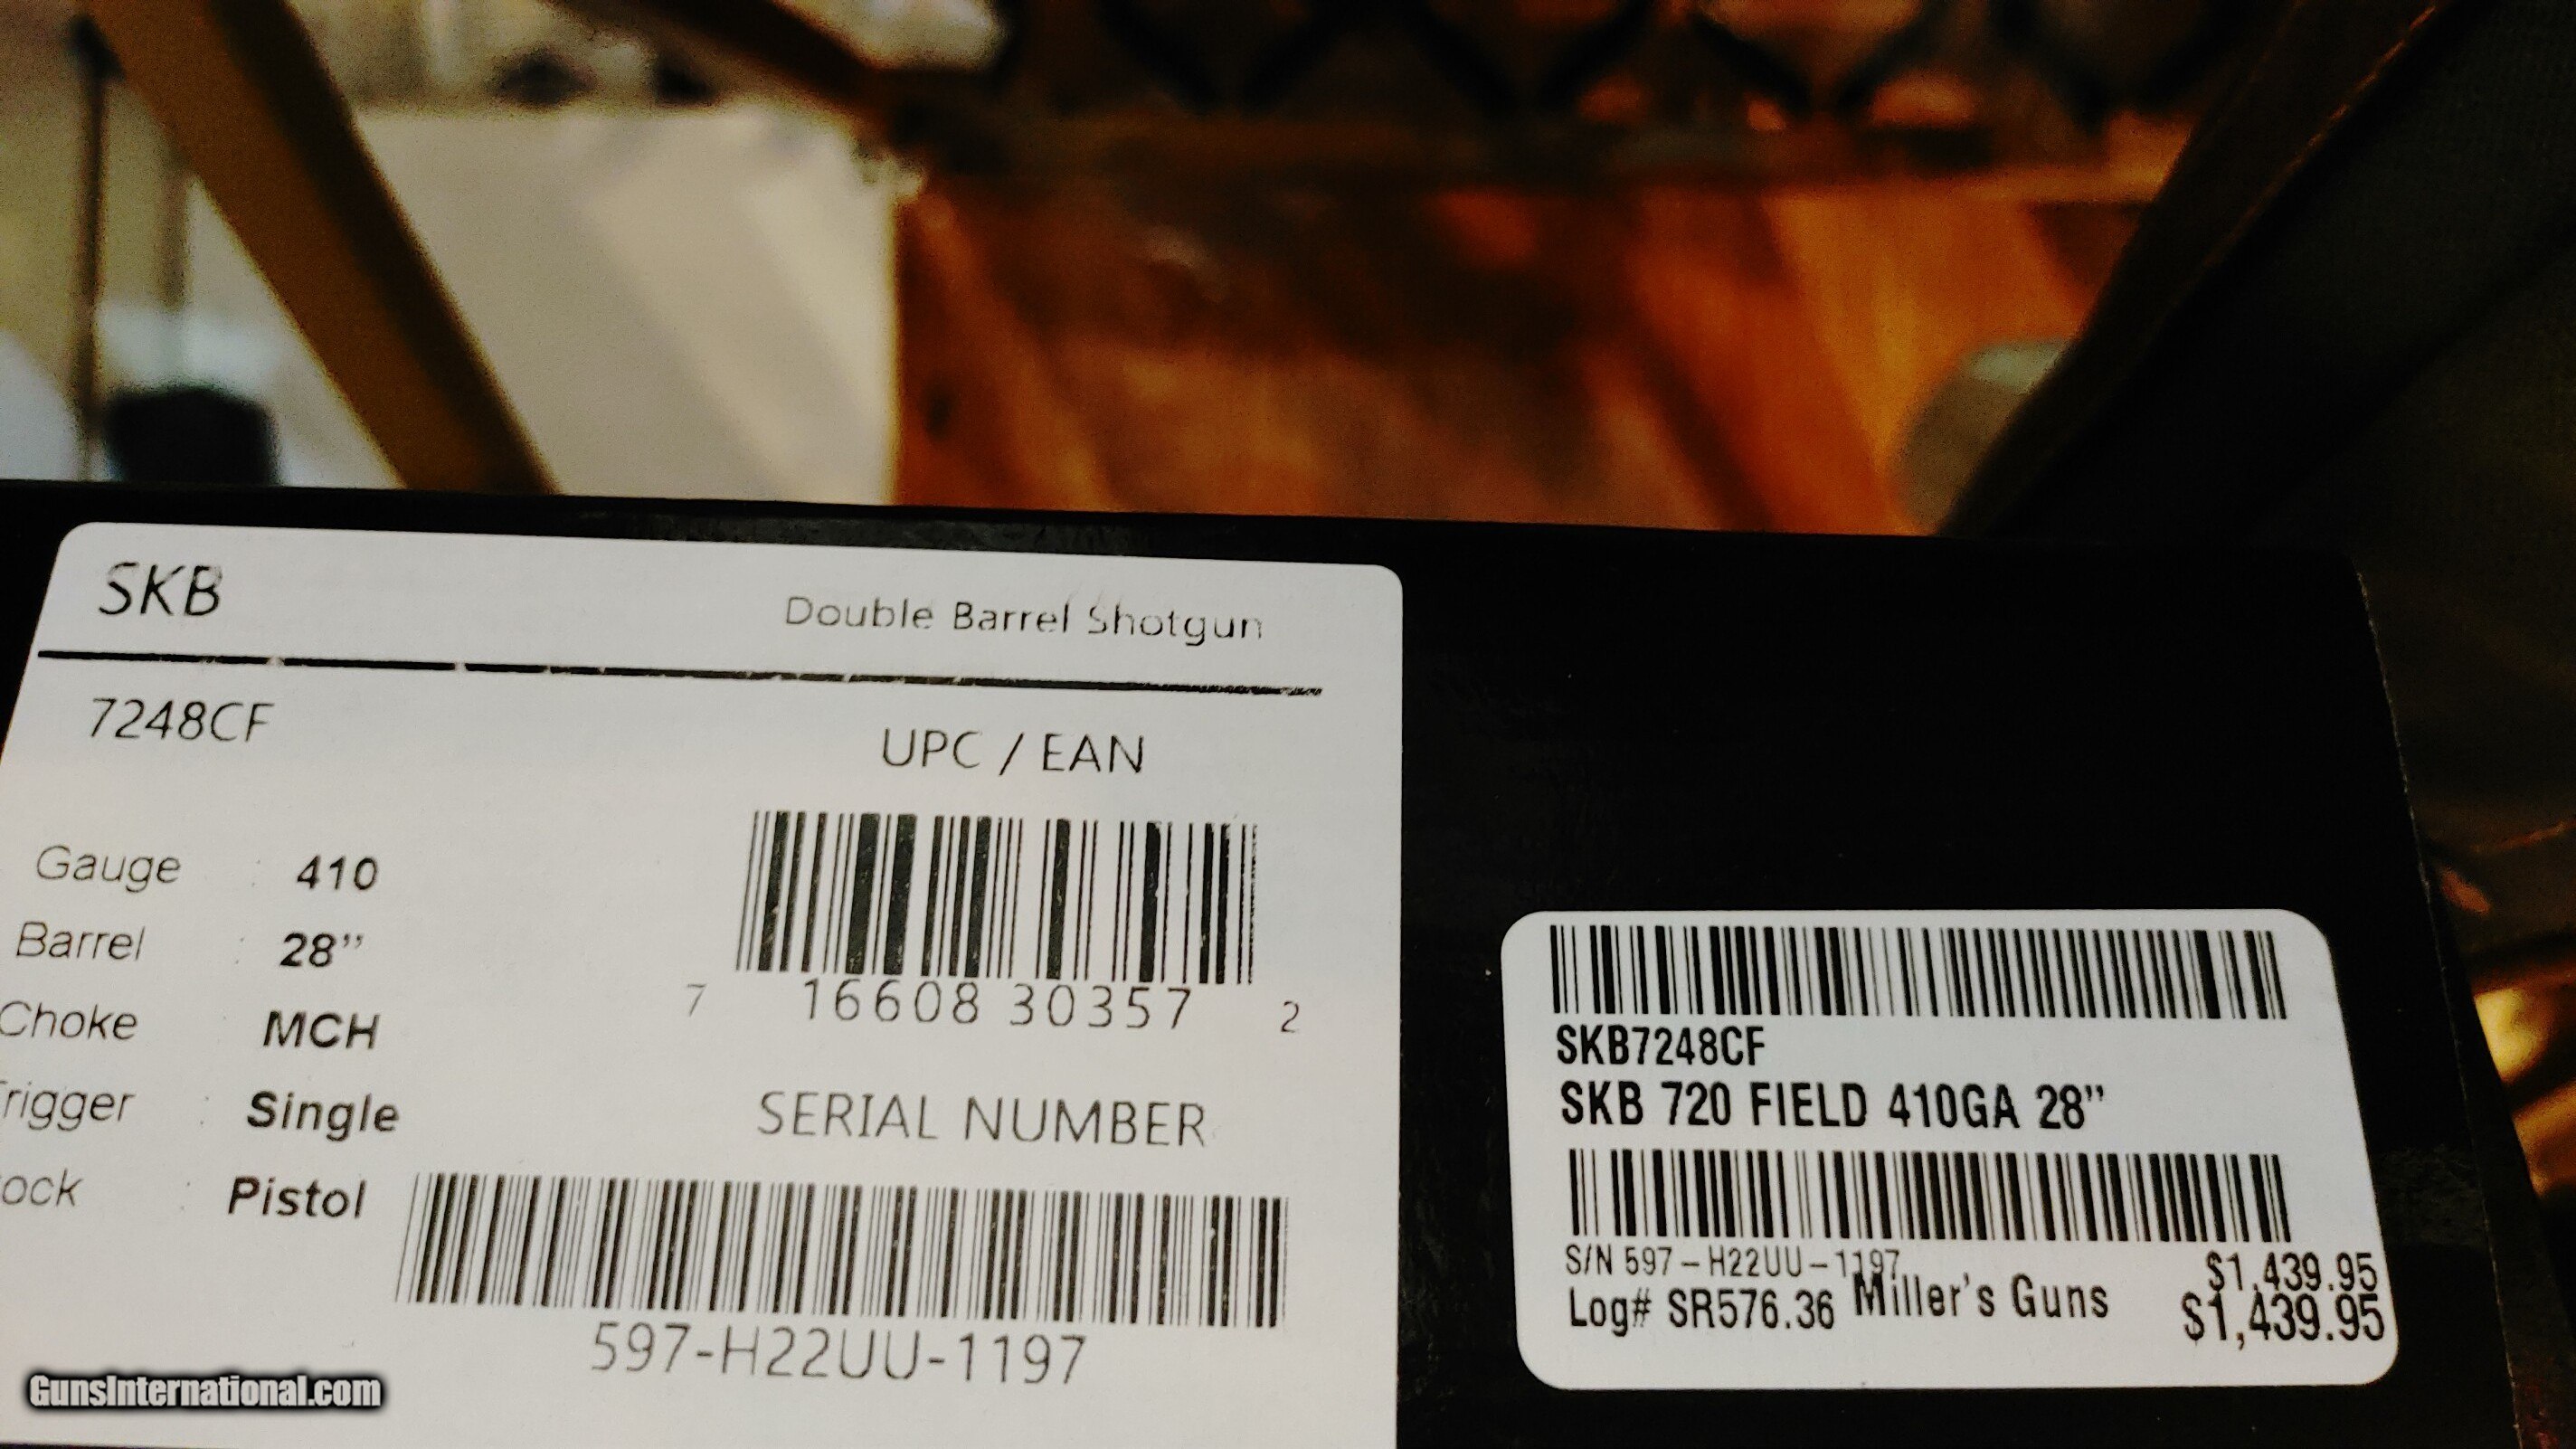 SKB
Double Barrel Shotgun
7248CF
UPC / EAN
Gauge : 410
Barrel : 28”
Choke MCH
rigger : Single
ock : Pistol
7 16608 30357 2
SERIAL NUMBER
597-H22UU-1197
SKB7248CF
SKB 720 FIELD 410GA 28”
S/N 597-H22UU-1197
$1,439.95
Log# SR576.36 Miller's Guns
$1,439.95
GunsInternational.com